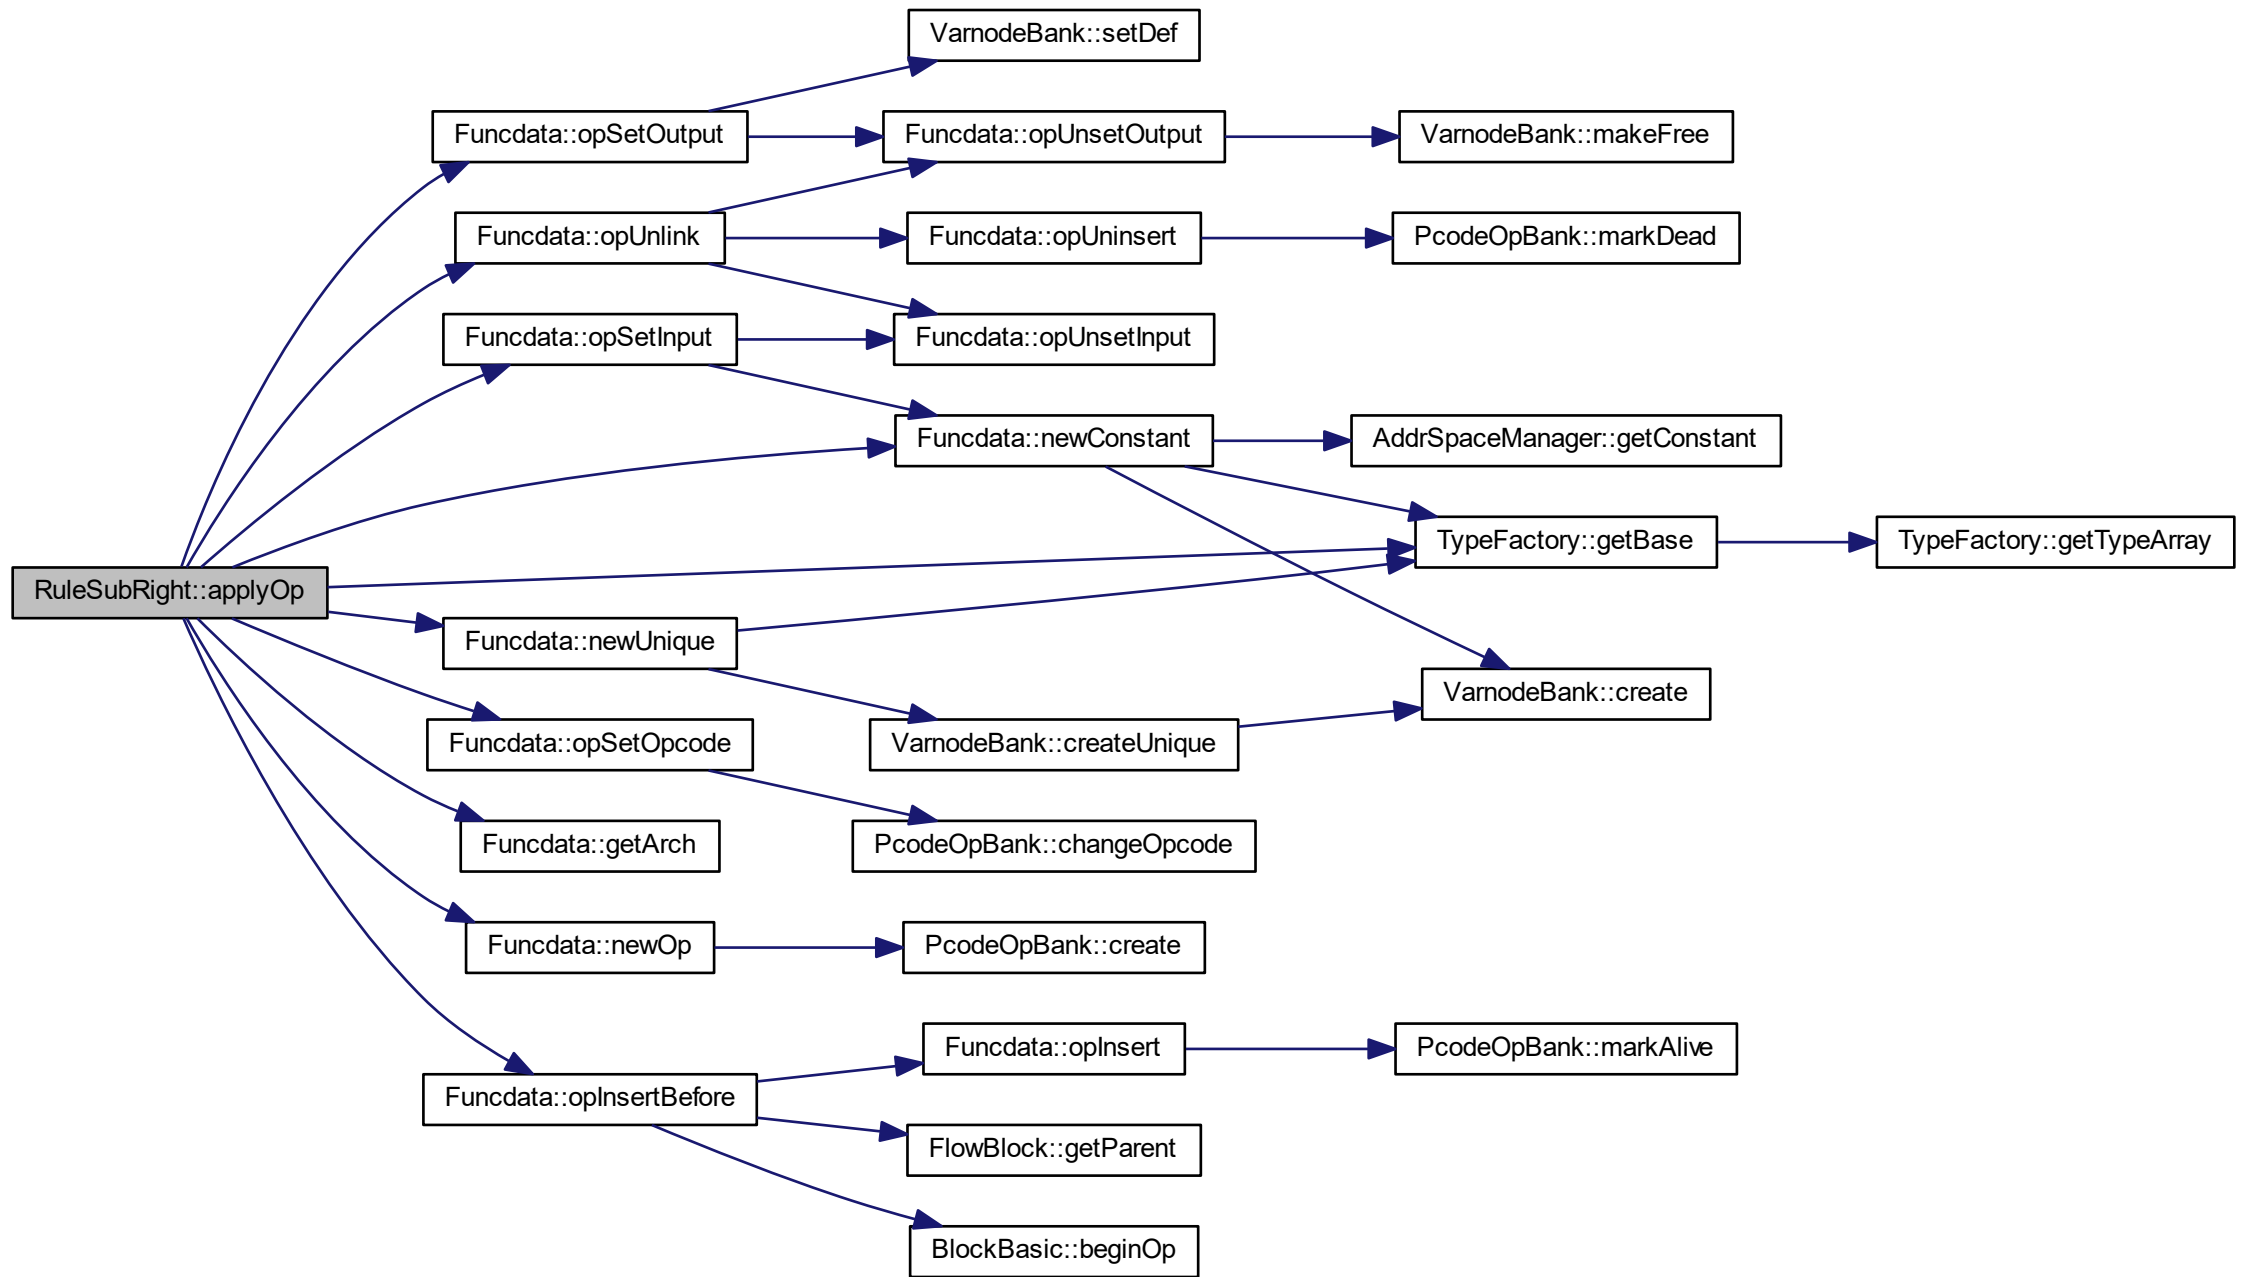 VarnodeBank::setDef
Funcdata::opSetOutput
Funcdata::opUnsetOutput
VarnodeBank::makeFree
Funcdata::opUnlink
Funcdata::opUninsert
PcodeOpBank::markDead
Funcdata::opSetInput
Funcdata::opUnsetInput
Funcdata::newConstant
AddrSpaceManager::getConstant
TypeFactory::getBase
TypeFactory::getTypeArray
RuleSubRight::applyOp
Funcdata::newUnique
VarnodeBank::create
Funcdata::opSetOpcode
VarnodeBank::createUnique
Funcdata::getArch
PcodeOpBank::changeOpcode
Funcdata::newOp
PcodeOpBank::create
Funcdata::opInsert
PcodeOpBank::markAlive
Funcdata::opInsertBefore
FlowBlock::getParent
BlockBasic::beginOp